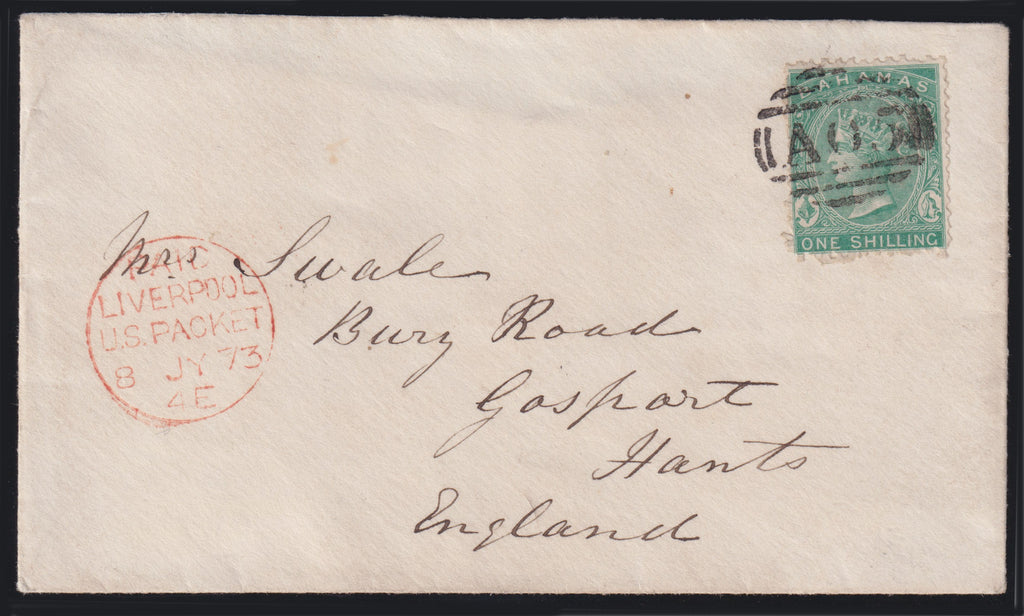 BAHAMAS
A05
ONE SHILLING
Mrs Swale
Bury Road
Gosport
Hants
England
PAID
LIVERPOOL
U.S. PACKET
8 JY 73
4E